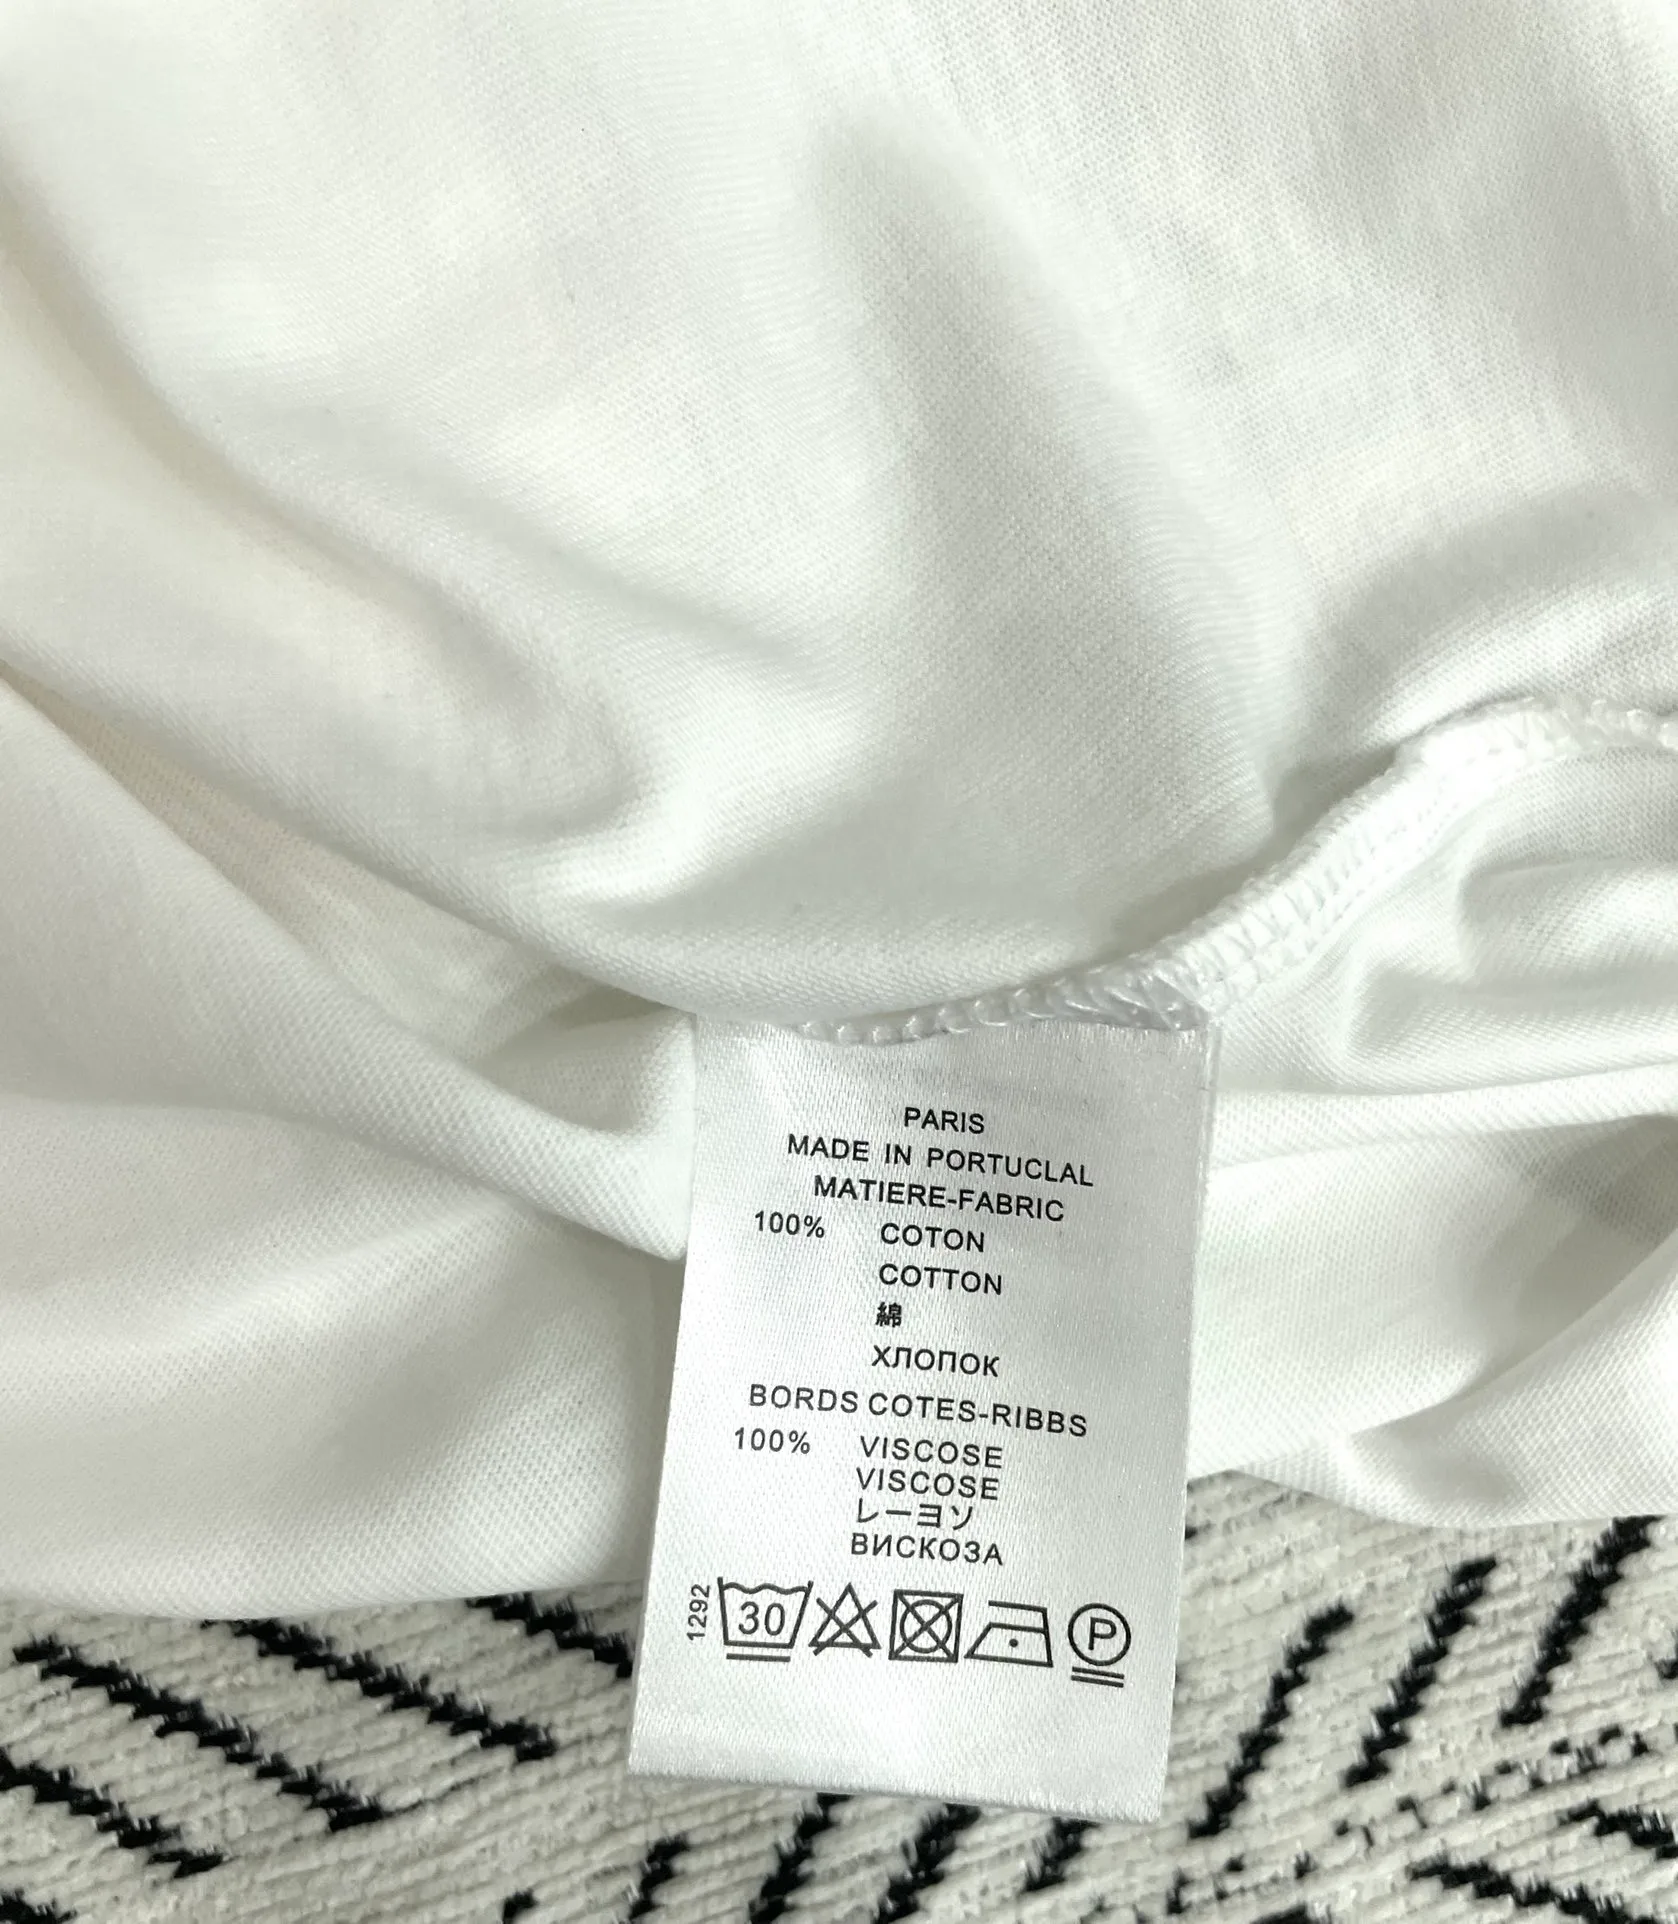 PARIS
MADE IN PORTUCLAL
MATIERE-FABRIC
100% COTON
COTTON
綿
ХЛОПОК
BORDS COTES-RIBBS
100% VISCOSE
VISCOSE
レーヨソ
ВИСКОЗА
1292
30
P